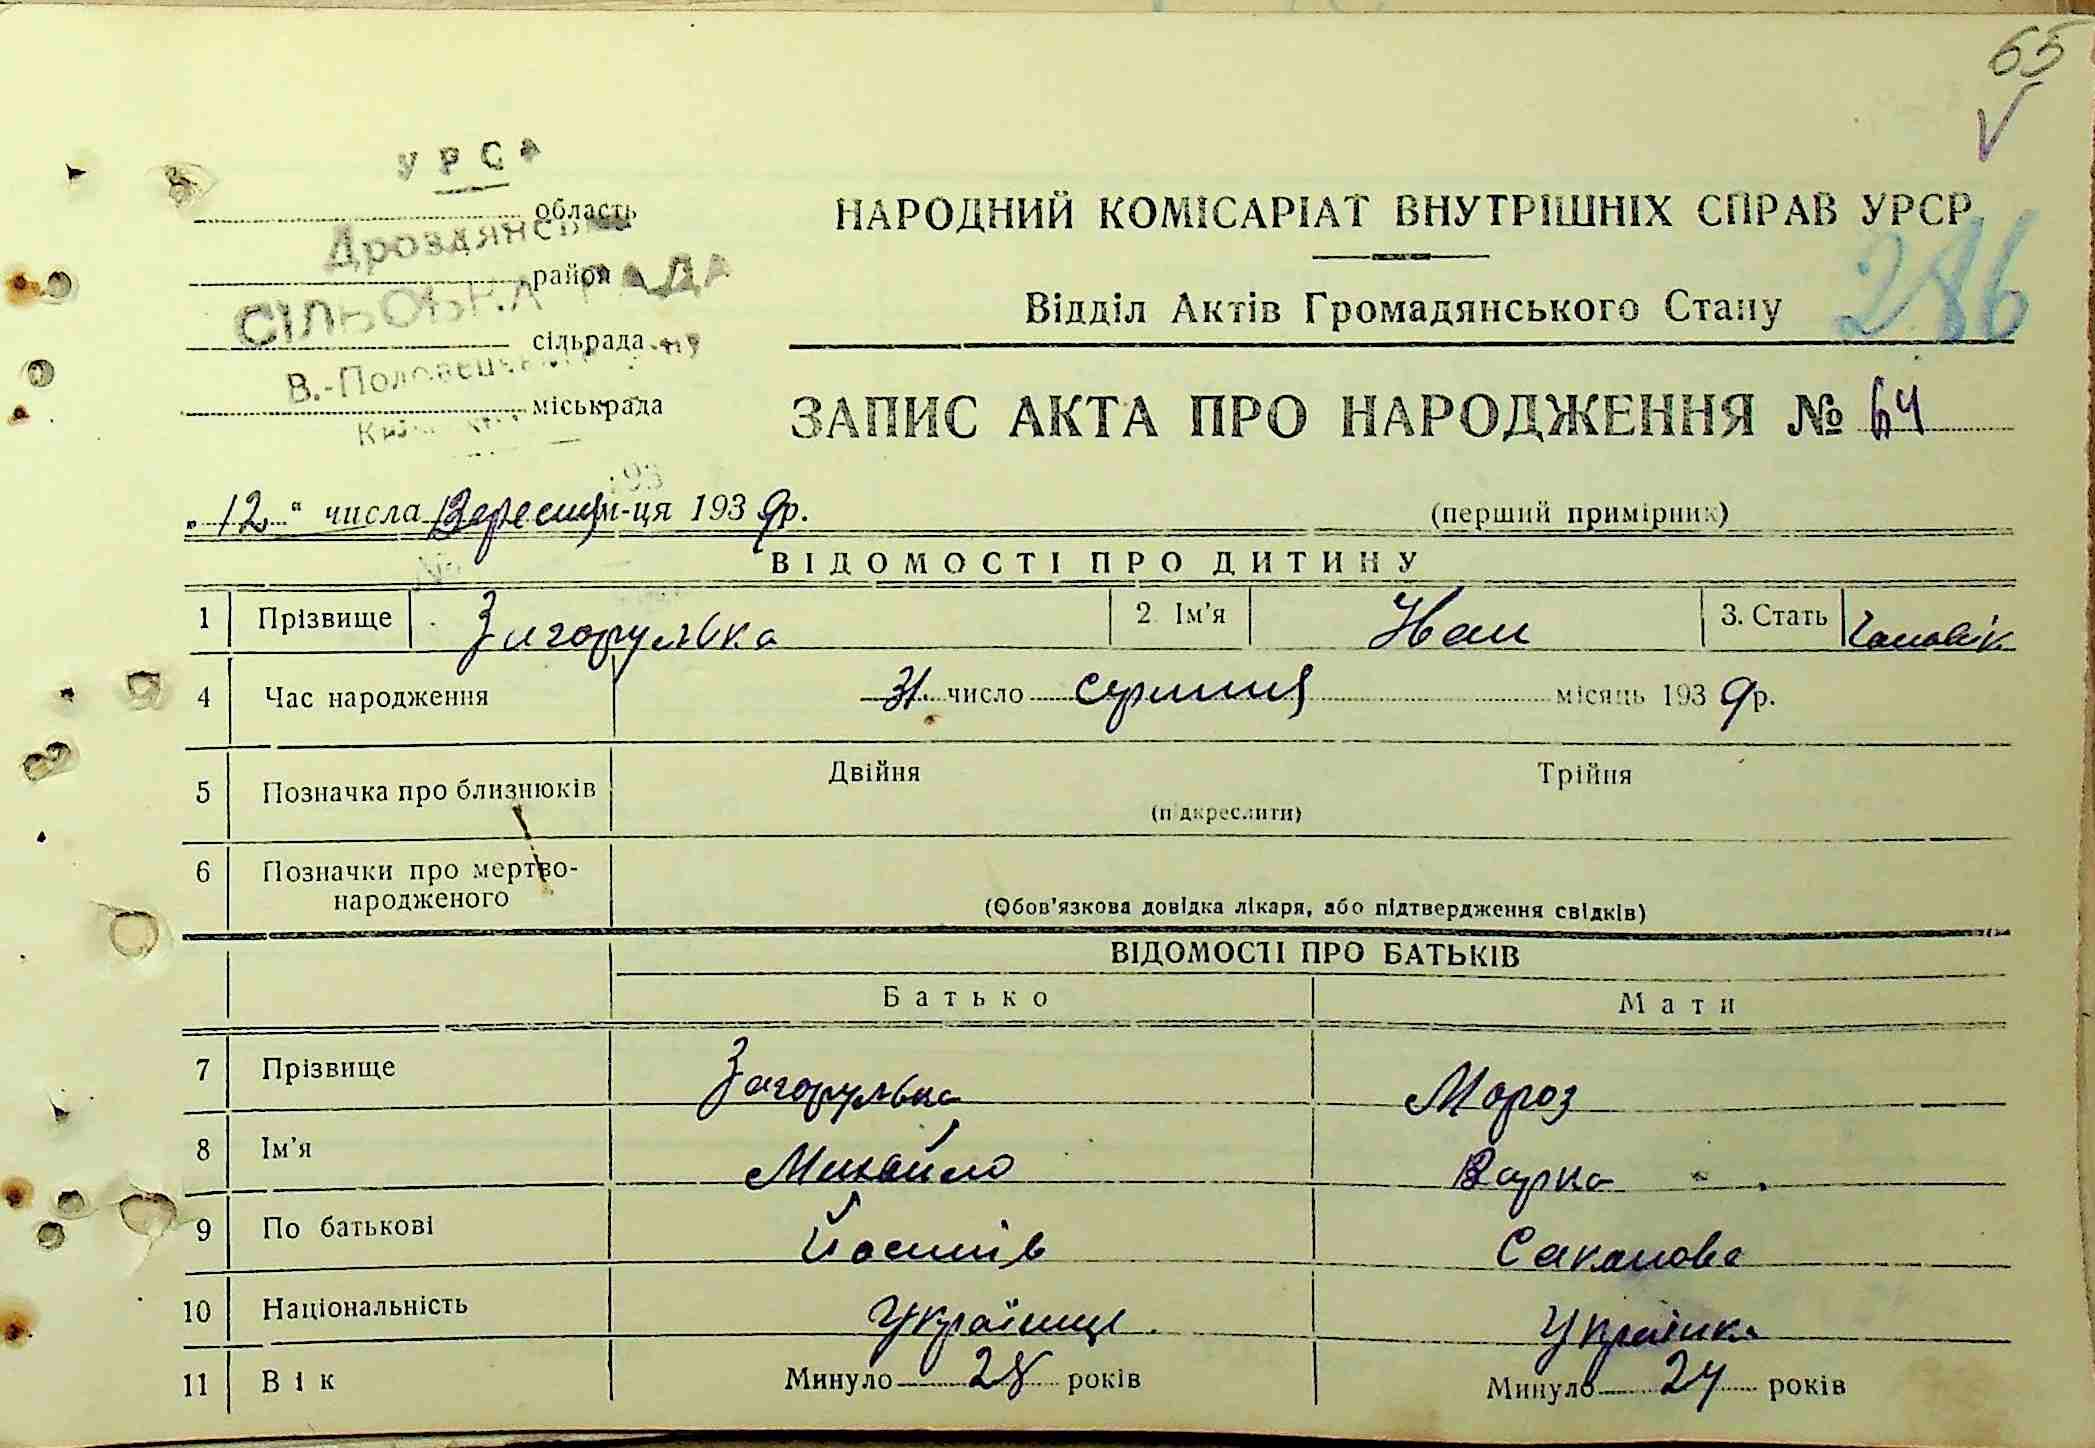 65
УРСР
область
Дроздянська
район
СІЛЬСЬКА РАДА
сільрада
В.-Половецького р-ну
міськрада
НАРОДНИЙ КОМІСАРІАТ ВНУТРІШНІХ СПРАВ УРСР
286
Відділ Актів Громадянського Стану
ЗАПИС АКТА ПРО НАРОДЖЕННЯ № 64
„12“ числа Вересня м-ця 1939 р.
(перший примірник)
ВІДОМОСТІ ПРО ДИТИНУ
1 Прізвище Загорулька 2. Ім'я Іван 3. Стать Чоловік
4 Час народження 31 число серпня місяць 1939 р.
5 Позначка про близнюків Двійня Трійня
(підкреслити)
6 Позначки про мертво-
народженого
(Обов'язкова довідка лікаря, або підтвердження свідків)
ВІДОМОСТІ ПРО БАТЬКІВ
Батько Мати
7 Прізвище Загорулька Мороз
8 Ім'я Михайло Варка
9 По батькові Йосипів
10 Національність Українець Українка
11 Вік Минуло 28 років Минуло 24 років